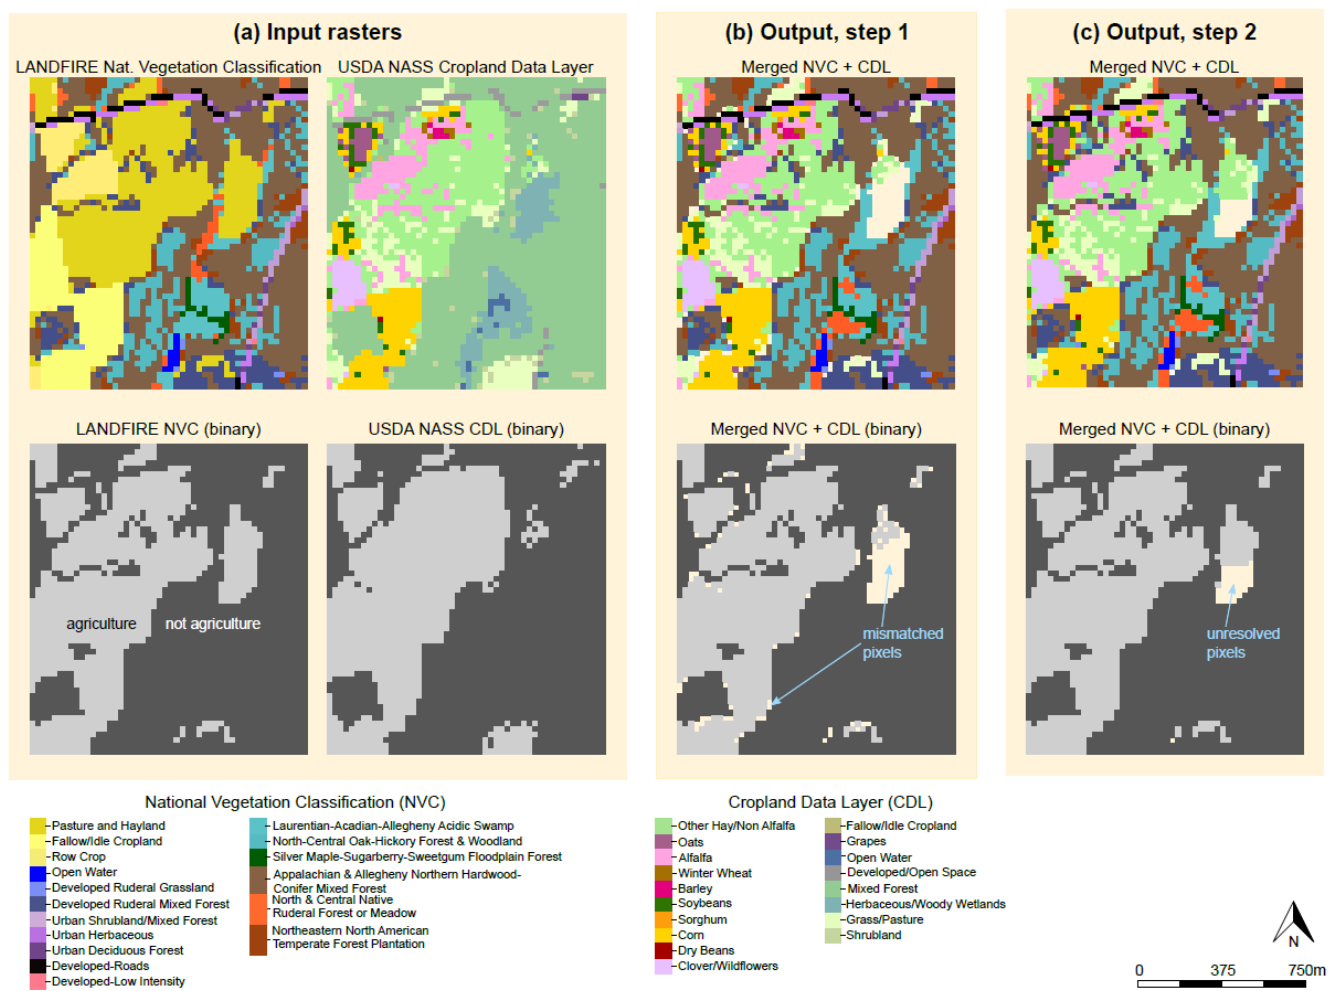 (a) Input rasters
(b) Output, step 1
(c) Output, step 2
LANDFIRE Nat. Vegetation Classification
USDA NASS Cropland Data Layer
Merged NVC + CDL
Merged NVC + CDL
LANDFIRE NVC (binary)
USDA NASS CDL (binary)
Merged NVC + CDL (binary)
Merged NVC + CDL (binary)
agriculture
not agriculture
mismatched
pixels
unresolved
pixels
National Vegetation Classification (NVC)
Pasture and Hayland
Fallow/Idle Cropland
Row Crop
Open Water
Developed Ruderal Grassland
Developed Ruderal Mixed Forest
Urban Shrubland/Mixed Forest
Urban Herbaceous
Urban Deciduous Forest
Developed-Roads
Developed-Low Intensity
Laurentian-Acadian-Allegheny Acidic Swamp
North-Central Oak-Hickory Forest & Woodland
Silver Maple-Sugarberry-Sweetgum Floodplain Forest
Appalachian & Allegheny Northern Hardwood-
Conifer Mixed Forest
North & Central Native
Ruderal Forest or Meadow
Northeastern North American
Temperate Forest Plantation
Cropland Data Layer (CDL)
Other Hay/Non Alfalfa
Oats
Alfalfa
Winter Wheat
Barley
Soybeans
Sorghum
Corn
Dry Beans
Clover/Wildflowers
Fallow/Idle Cropland
Grapes
Open Water
Developed/Open Space
Mixed Forest
Herbaceous/Woody Wetlands
Grass/Pasture
Shrubland
N
0 375 750m